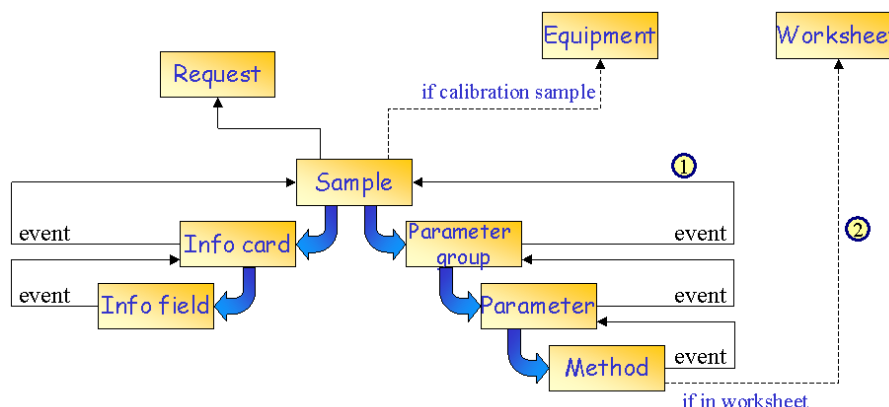 Equipment
Worksheet
Request
if calibration sample
1
Sample
event
Info card
Parameter
group
event
2
event
Info field
Parameter
event
Method
event
if in worksheet